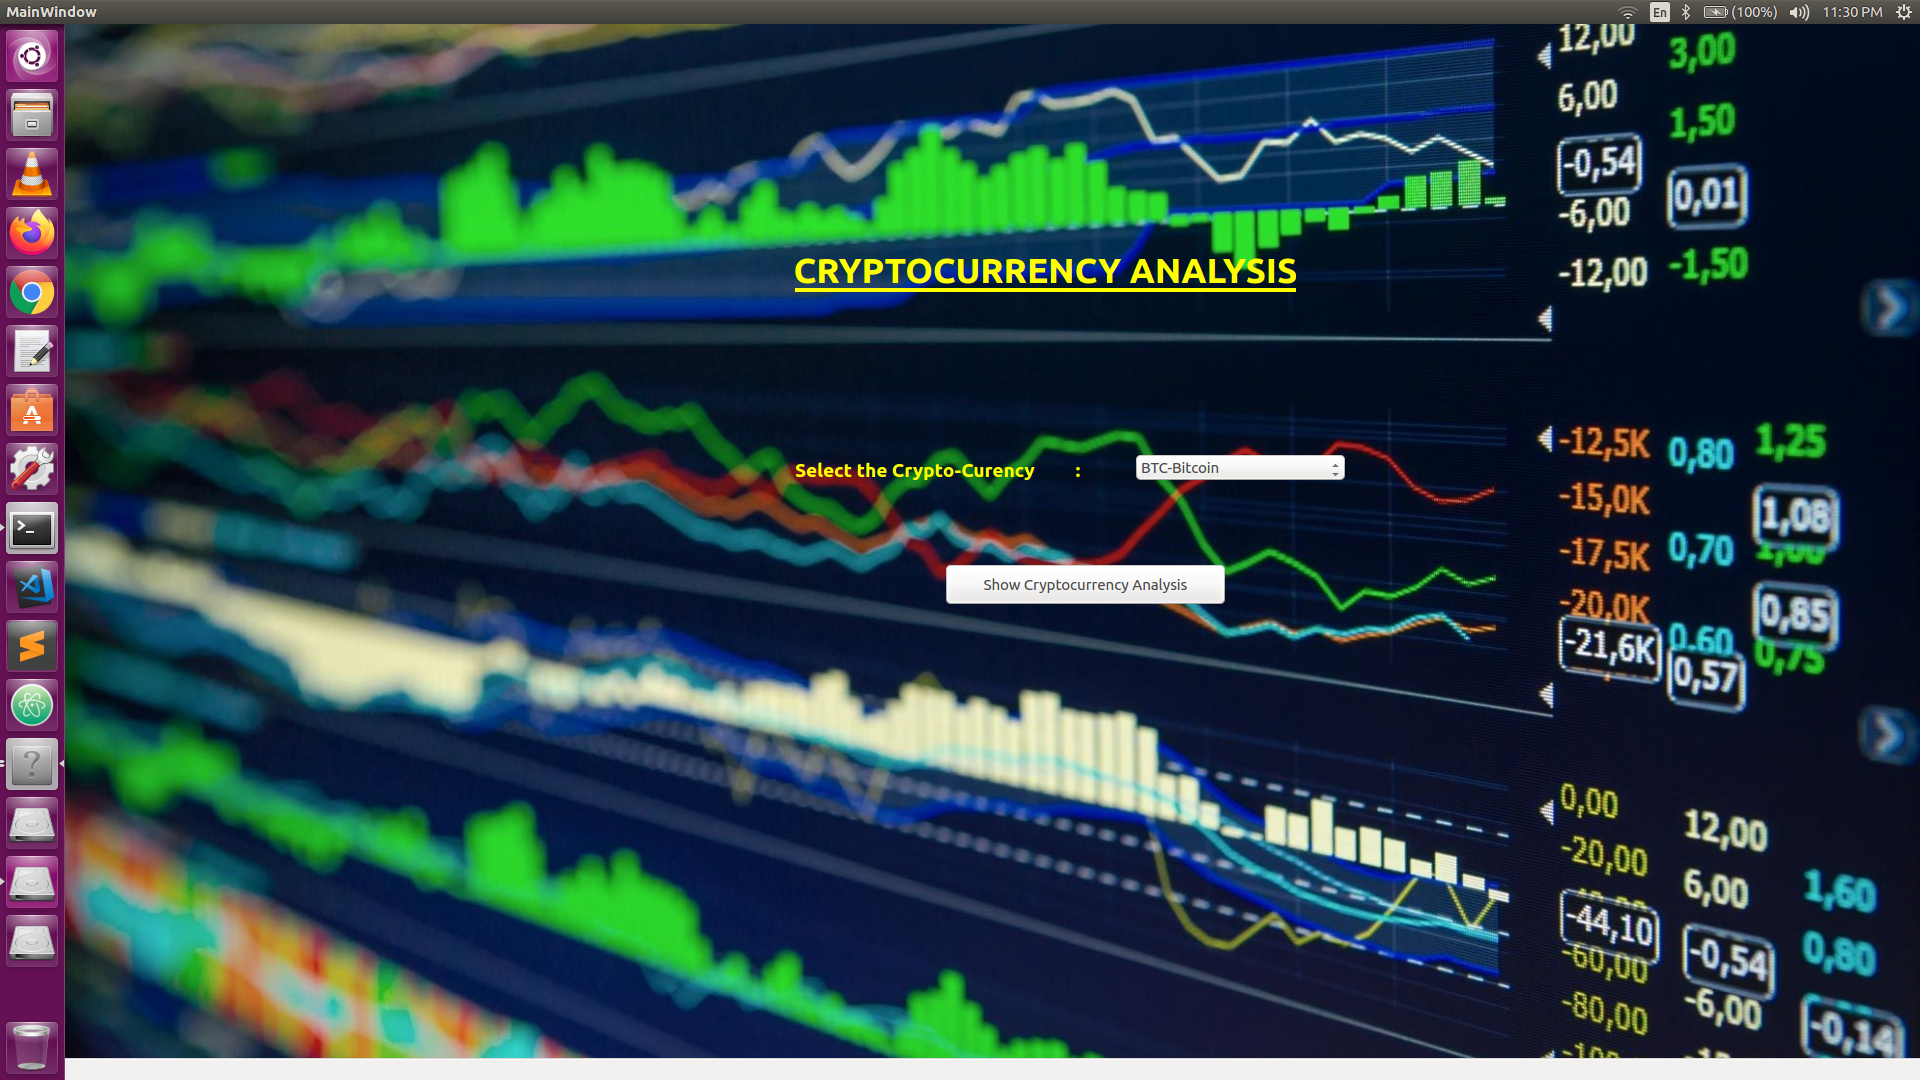 MainWindow
En
(100%)
11:30 PM
12,00
3,00
6,00
1,50
-0,54
0,01
-6,00
-12,00
-1,50
CRYPTOCURRENCY ANALYSIS
-12,5K
0,80
1,25
Select the Crypto-Curency :
BTC-Bitcoin
-15,0K
1,08
-17,5K
0,70
1,00
Show Cryptocurrency Analysis
-20,0K
0,85
-21,6K
0,60
0,75
0,57
0,00
12,00
-20,00
6,00
1,60
-44,10
-0,54
0,80
-60,00
-80,00
-6,00
-0,14